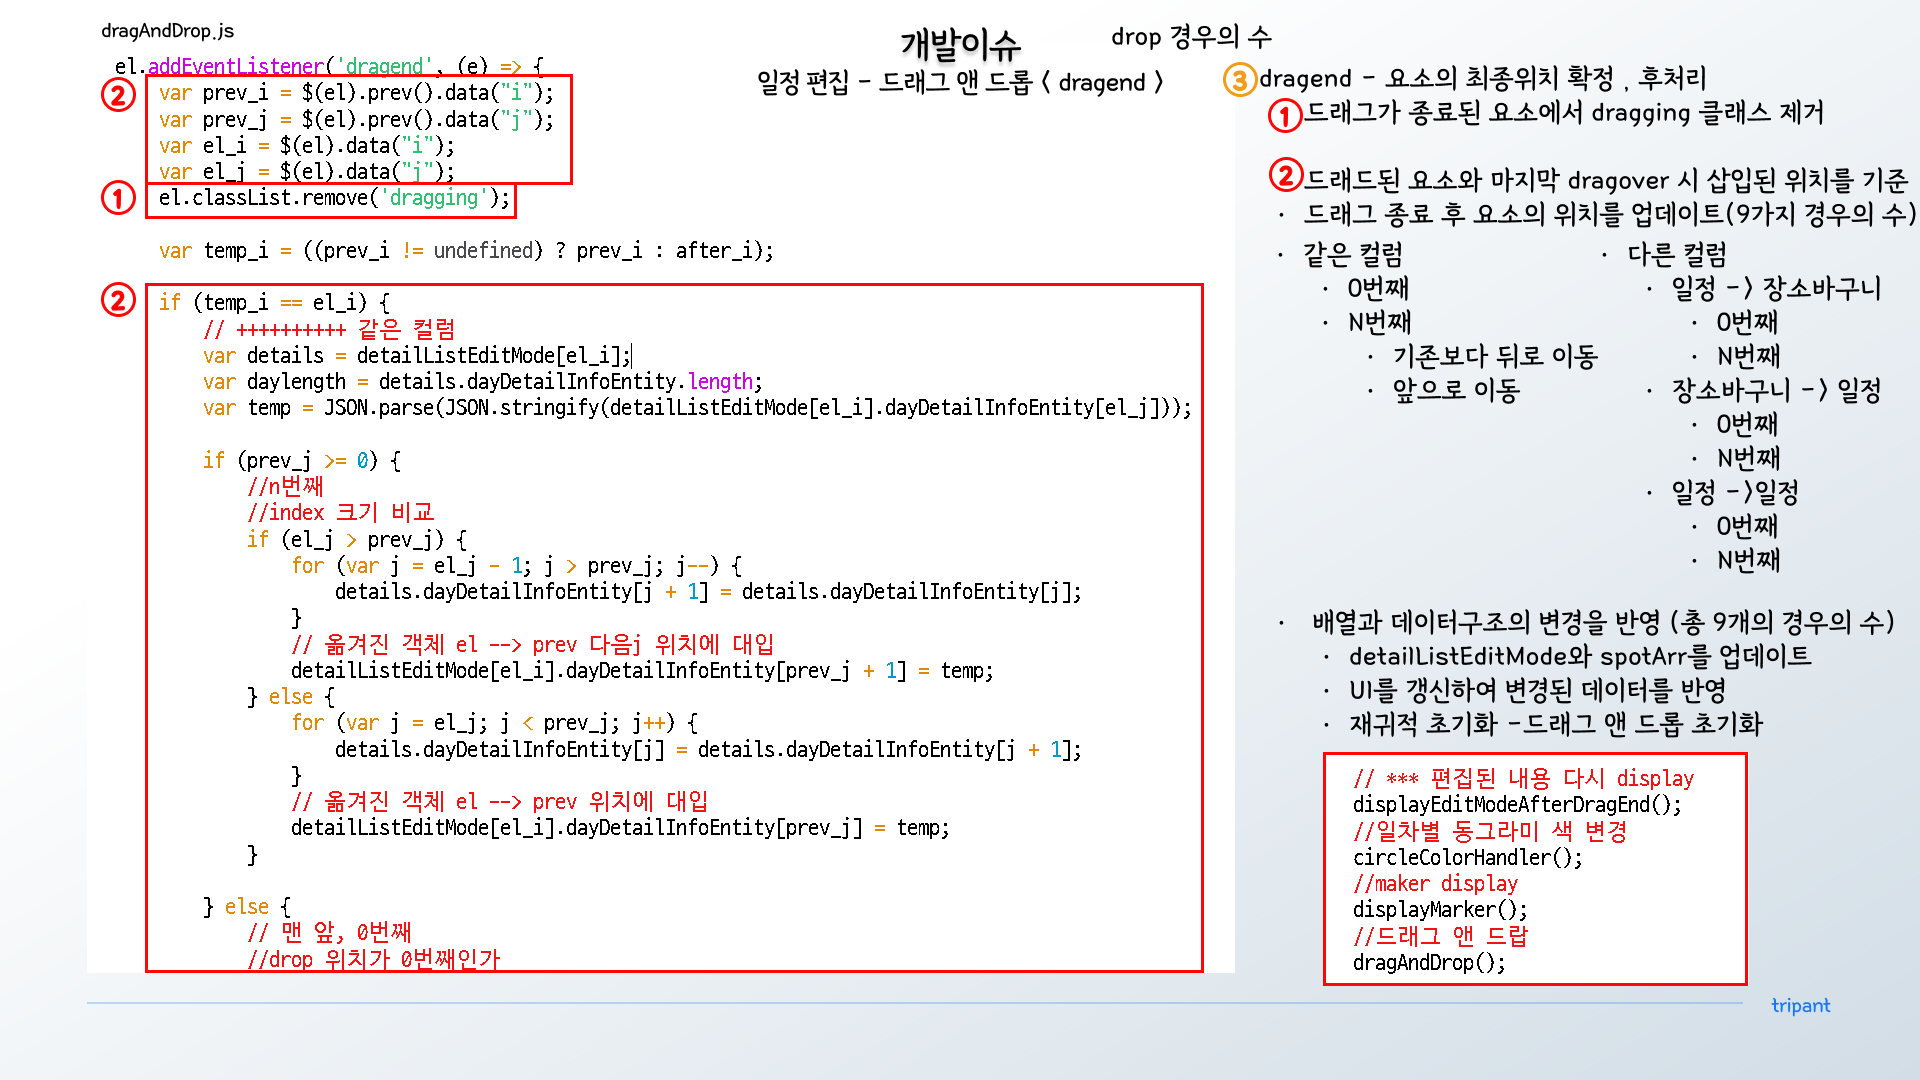 dragAndDrop.js
개발이슈
drop 경우의 수
일정 편집 - 드래그 앤 드롭 < dragend >
el.addEventListener('dragend', (e) => {
②
var prev_i = $(el).prev().data("i");
var prev_j = $(el).prev().data("j");
var el_i = $(el).data("i");
var el_j = $(el).data("j");
①
el.classList.remove('dragging');
var temp_i = ((prev_i != undefined) ? prev_i : after_i);
②
if (temp_i == el_i) {
// ++++++++++ 같은 컬럼
var details = detailListEditMode[el_i];
var daylength = details.dayDetailInfoEntity.length;
var temp = JSON.parse(JSON.stringify(detailListEditMode[el_i].dayDetailInfoEntity[el_j]));
if (prev_j >= 0) {
//n번째
//index 크기 비교
if (el_j > prev_j) {
for (var j = el_j - 1; j > prev_j; j--) {
details.dayDetailInfoEntity[j + 1] = details.dayDetailInfoEntity[j];
}
// 옮겨진 객체 el --> prev 다음j 위치에 대입
detailListEditMode[el_i].dayDetailInfoEntity[prev_j + 1] = temp;
} else {
for (var j = el_j; j < prev_j; j++) {
details.dayDetailInfoEntity[j] = details.dayDetailInfoEntity[j + 1];
}
// 옮겨진 객체 el --> prev 위치에 대입
detailListEditMode[el_i].dayDetailInfoEntity[prev_j] = temp;
}
} else {
// 맨 앞, 0번째
//drop 위치가 0번째인가
③dragend - 요소의 최종위치 확정 , 후처리
①드래그가 종료된 요소에서 dragging 클래스 제거
②드래드된 요소와 마지막 dragover 시 삽입된 위치를 기준
· 드래그 종료 후 요소의 위치를 업데이트(9가지 경우의 수)
· 같은 컬럼
· 0번째
· N번째
· 기존보다 뒤로 이동
· 앞으로 이동
· 다른 컬럼
· 일정 -> 장소바구니
· 0번째
· N번째
· 장소바구니 -> 일정
· 0번째
· N번째
· 일정 ->일정
· 0번째
· N번째
· 배열과 데이터구조의 변경을 반영 (총 9개의 경우의 수)
· detailListEditMode와 spotArr를 업데이트
· UI를 갱신하여 변경된 데이터를 반영
· 재귀적 초기화 -드래그 앤 드롭 초기화
// *** 편집된 내용 다시 display
displayEditModeAfterDragEnd();
//일차별 동그라미 색 변경
circleColorHandler();
//maker display
displayMarker();
//드래그 앤 드랍
dragAndDrop();
tripant